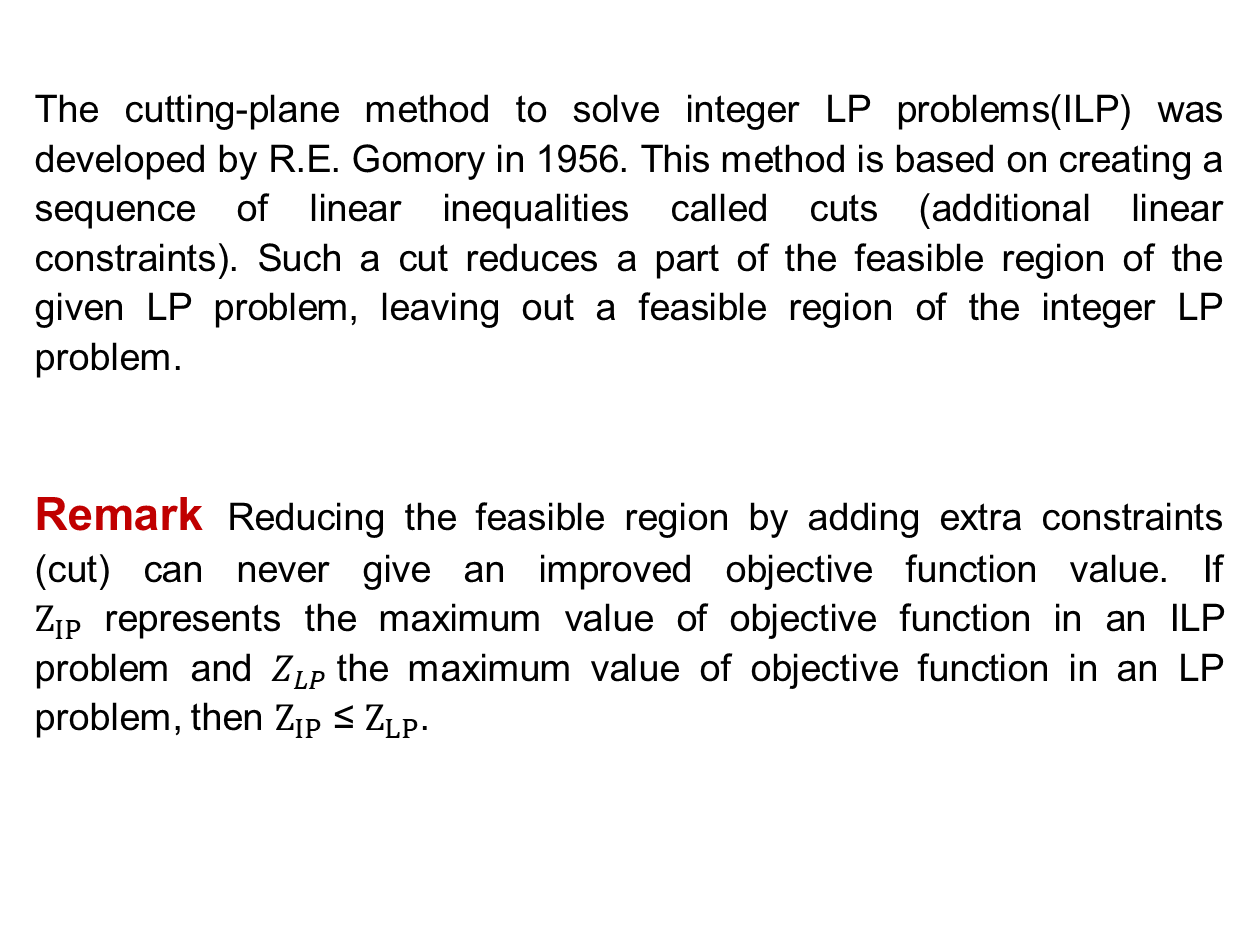 The cutting-plane method to solve integer LP problems(ILP) was
developed by R.E. Gomory in 1956. This method is based on creating a
sequence of linear inequalities called cuts (additional linear
constraints). Such a cut reduces a part of the feasible region of the
given LP problem, leaving out a feasible region of the integer LP
problem.
Remark Reducing the feasible region by adding extra constraints
(cut) can never give an improved objective function value. If
Z_IP represents the maximum value of objective function in an ILP
problem and Z_LP the maximum value of objective function in an LP
problem, then Z_IP ≤ Z_LP.